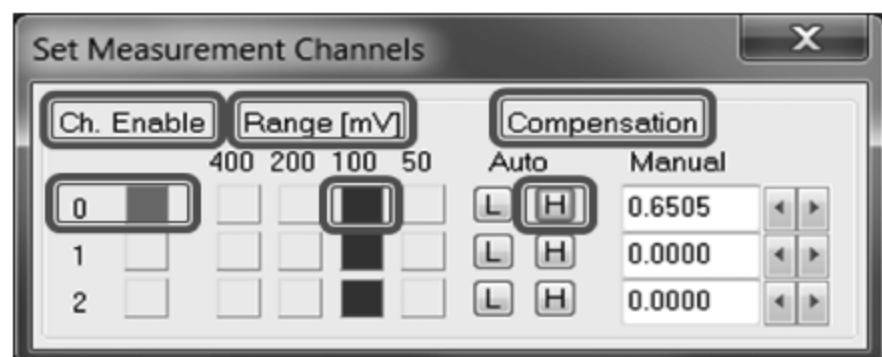 Set Measurement Channels
Ch. Enable Range [mV] Compensation
400 200 100 50 Auto Manual
0 L H 0.6505
1 L H 0.0000
2 L H 0.0000